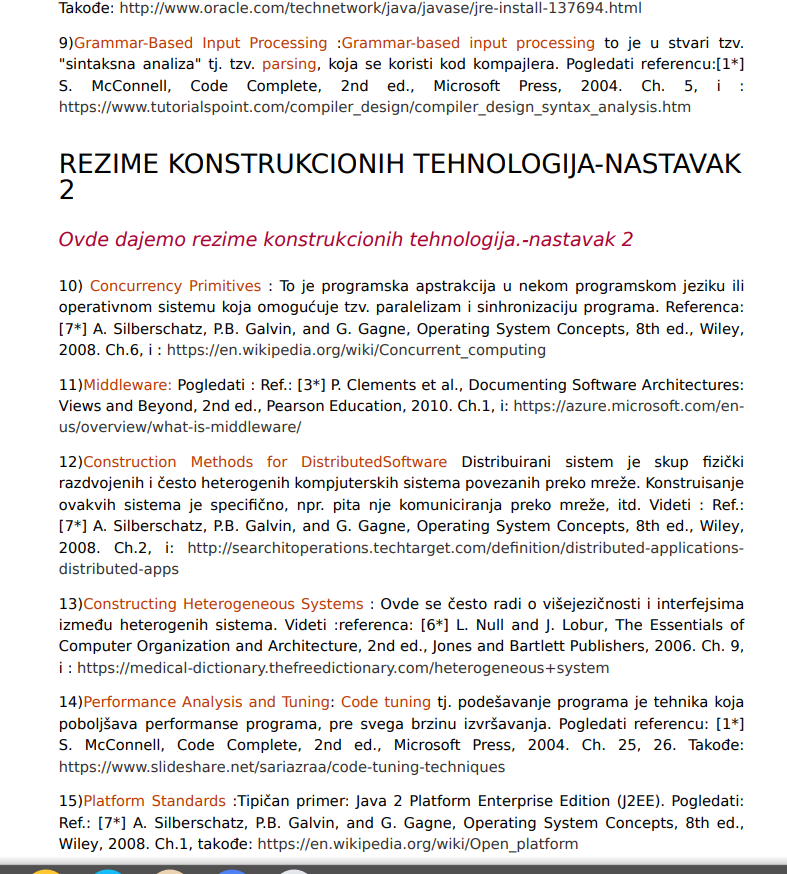 Takođe: http://www.oracle.com/technetwork/java/javase/jre-install-137694.html
9)Grammar-Based Input Processing :Grammar-based input processing to je u stvari tzv.
"sintaksna analiza" tj. tzv. parsing, koja se koristi kod kompajlera. Pogledati referencu:[1*]
S. McConnell, Code Complete, 2nd ed., Microsoft Press, 2004. Ch. 5, i :
https://www.tutorialspoint.com/compiler_design/compiler_design_syntax_analysis.htm
REZIME KONSTRUKCIONIH TEHNOLOGIJA-NASTAVAK
2
Ovde dajemo rezime konstrukcionih tehnologija.-nastavak 2
10) Concurrency Primitives : To je programska apstrakcija u nekom programskom jeziku ili
operativnom sistemu koja omogućuje tzv. paralelizam i sinhronizaciju programa. Referenca:
[7*] A. Silberschatz, P.B. Galvin, and G. Gagne, Operating System Concepts, 8th ed., Wiley,
2008. Ch.6, i : https://en.wikipedia.org/wiki/Concurrent_computing
11)Middleware: Pogledati : Ref.: [3*] P. Clements et al., Documenting Software Architectures:
Views and Beyond, 2nd ed., Pearson Education, 2010. Ch.1, i: https://azure.microsoft.com/en-
us/overview/what-is-middleware/
12)Construction Methods for DistributedSoftware Distribuirani sistem je skup fizički
razdvojenih i često heterogenih kompjuterskih sistema povezanih preko mreže. Konstruisanje
ovakvih sistema je specifično, npr. pita nje komuniciranja preko mreže, itd. Videti : Ref.:
[7*] A. Silberschatz, P.B. Galvin, and G. Gagne, Operating System Concepts, 8th ed., Wiley,
2008. Ch.2, i: http://searchitoperations.techtarget.com/definition/distributed-applications-
distributed-apps
13)Constructing Heterogeneous Systems : Ovde se često radi o višejezičnosti i interfejsima
između heterogenih sistema. Videti :referenca: [6*] L. Null and J. Lobur, The Essentials of
Computer Organization and Architecture, 2nd ed., Jones and Bartlett Publishers, 2006. Ch. 9,
i : https://medical-dictionary.thefreedictionary.com/heterogeneous+system
14)Performance Analysis and Tuning: Code tuning tj. podešavanje programa je tehnika koja
poboljšava performanse programa, pre svega brzinu izvršavanja. Pogledati referencu: [1*]
S. McConnell, Code Complete, 2nd ed., Microsoft Press, 2004. Ch. 25, 26. Takođe:
https://www.slideshare.net/sariazraa/code-tuning-techniques
15)Platform Standards :Tipičan primer: Java 2 Platform Enterprise Edition (J2EE). Pogledati:
Ref.: [7*] A. Silberschatz, P.B. Galvin, and G. Gagne, Operating System Concepts, 8th ed.,
Wiley, 2008. Ch.1, takođe: https://en.wikipedia.org/wiki/Open_platform